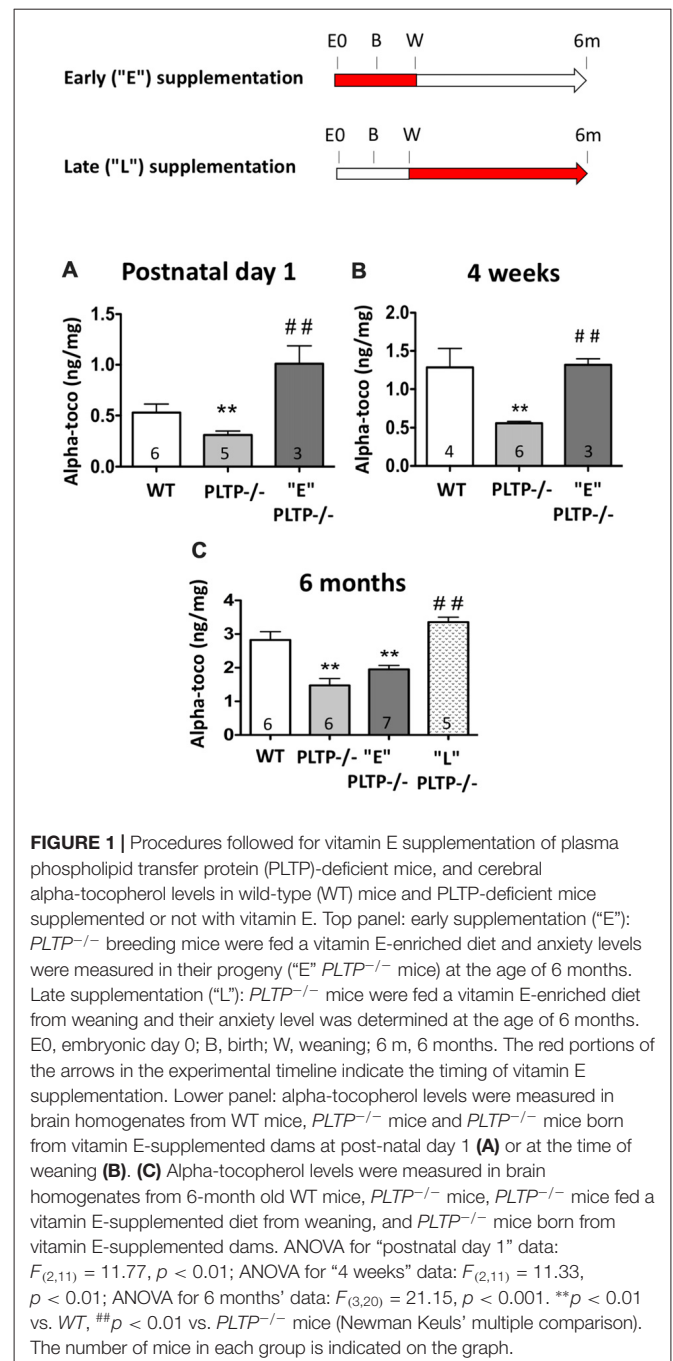 E0 B W 6m
Early ("E") supplementation
E0 B W 6m
Late ("L") supplementation
A Postnatal day 1
Alpha-toco (ng/mg)
1.5
1.0
0.5
0.0
**
##
6 5 3
WT PLTP-/- "E"
PLTP-/-
B 4 weeks
Alpha-toco (ng/mg)
2.0
1.5
1.0
0.5
0.0
**
##
4 6 3
WT PLTP-/- "E"
PLTP-/-
C
6 months
Alpha-toco (ng/mg)
4
3
2
1
0
** **
##
6 6 7 5
WT PLTP-/- "E" "L"
PLTP-/- PLTP-/-
FIGURE 1 | Procedures followed for vitamin E supplementation of plasma
phospholipid transfer protein (PLTP)-deficient mice, and cerebral
alpha-tocopherol levels in wild-type (WT) mice and PLTP-deficient mice
supplemented or not with vitamin E. Top panel: early supplementation (“E”):
PLTP−/− breeding mice were fed a vitamin E-enriched diet and anxiety levels
were measured in their progeny (“E” PLTP−/− mice) at the age of 6 months.
Late supplementation (“L”): PLTP−/− mice were fed a vitamin E-enriched diet
from weaning and their anxiety level was determined at the age of 6 months.
E0, embryonic day 0; B, birth; W, weaning; 6 m, 6 months. The red portions of
the arrows in the experimental timeline indicate the timing of vitamin E
supplementation. Lower panel: alpha-tocopherol levels were measured in
brain homogenates from WT mice, PLTP−/− mice and PLTP−/− mice born
from vitamin E-supplemented dams at post-natal day 1 (A) or at the time of
weaning (B). (C) Alpha-tocopherol levels were measured in brain
homogenates from 6-month old WT mice, PLTP−/− mice, PLTP−/− mice fed a
vitamin E-supplemented diet from weaning, and PLTP−/− mice born from
vitamin E-supplemented dams. ANOVA for “postnatal day 1” data:
F(2,11) = 11.77, p < 0.01; ANOVA for “4 weeks” data: F(2,11) = 11.33,
p < 0.01; ANOVA for 6 months’ data: F(3,20) = 21.15, p < 0.001. **p < 0.01
vs. WT, ##p < 0.01 vs. PLTP−/− mice (Newman Keuls’ multiple comparison).
The number of mice in each group is indicated on the graph.